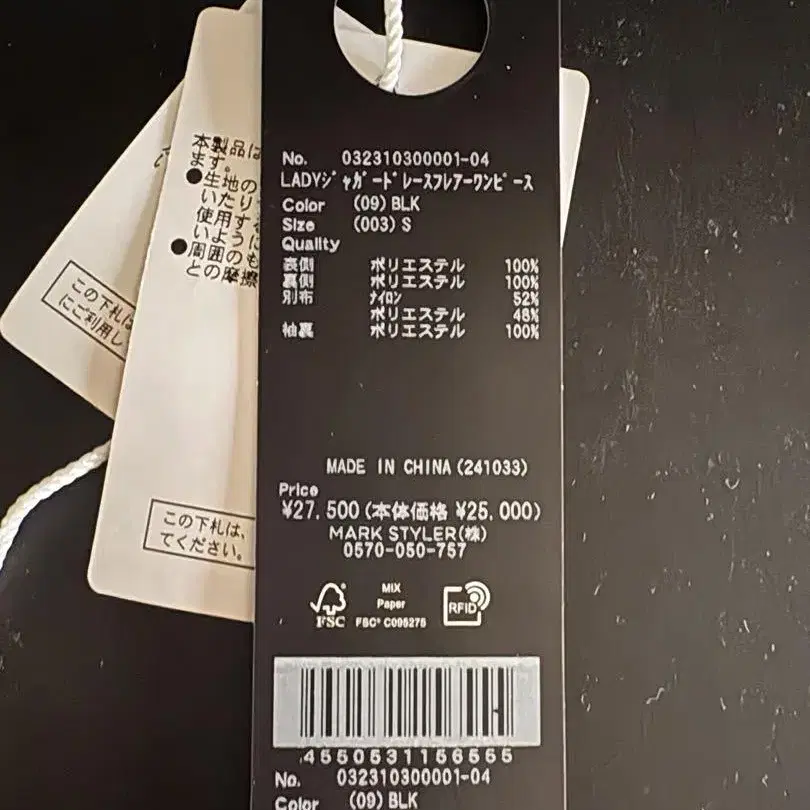 本製品は
ます。
●生地の
いたり
使用する
いように
●周囲のも
との摩擦
この下札は
にご利用し
この下札は、
てください。
No. 032310300001-04
LADYジャガードレースフレアーワンピース
Color (09) BLK
Size (003) S
Quality
表側 ポリエステル 100%
裏側 ポリエステル 100%
別布 ナイロン 52%
ポリエステル 48%
袖裏 ポリエステル 100%
MADE IN CHINA (241033)
Price
¥27,500 (本体価格 ¥25,000)
MARK STYLER(株)
0570-050-757
FSC
MIX
Paper
FSC® C095275
RFID
4550531156555
No. 032310300001-04
Color (09) BLK